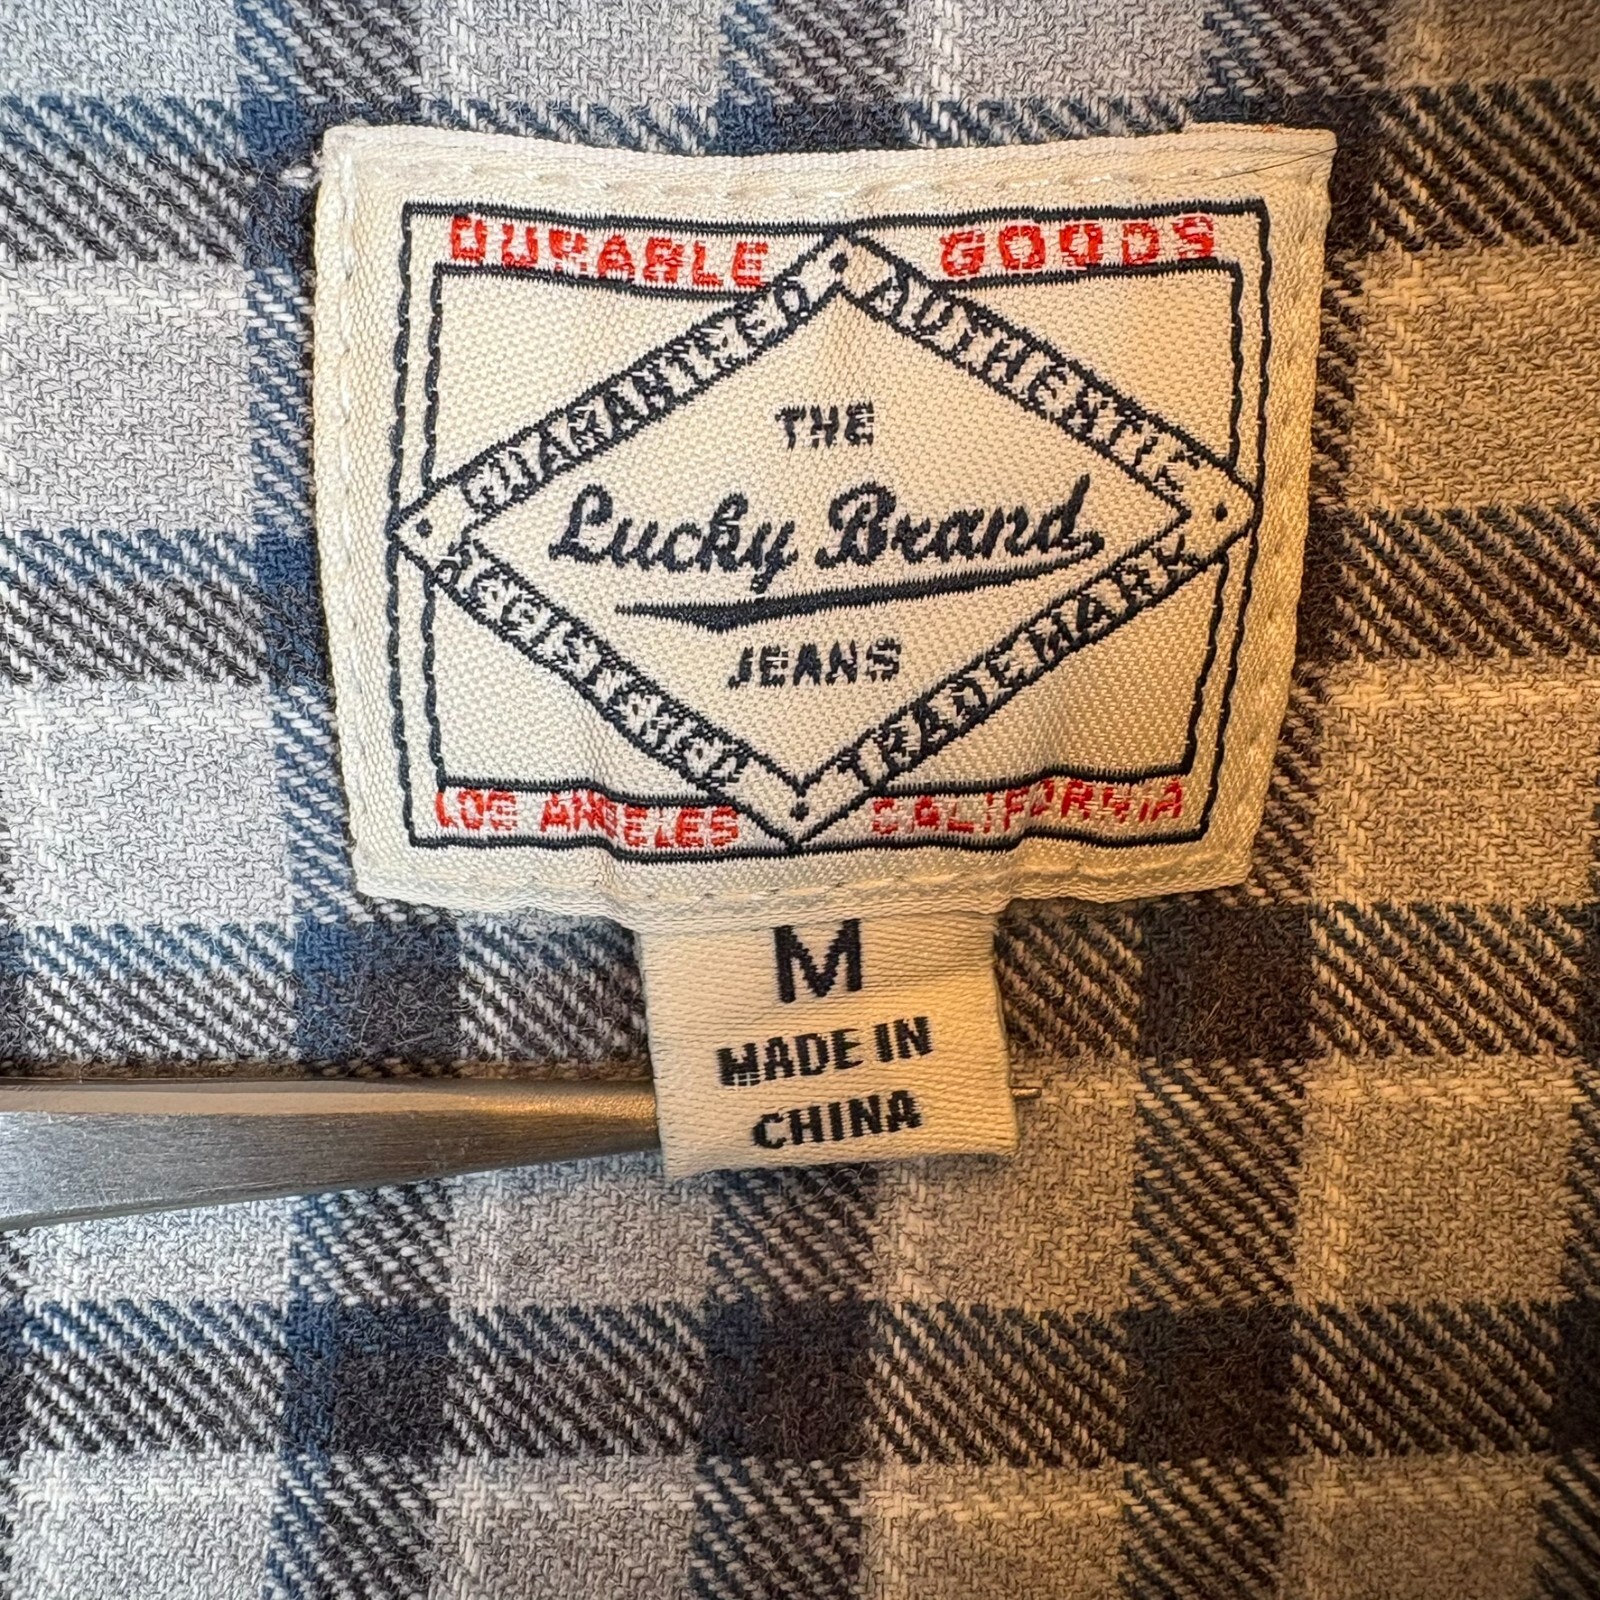 DURABLE GOODS
GUARANTEED AUTHENTIC
THE
Lucky Brand
JEANS
REGISTERED TRADEMARK
LOS ANGELES CALIFORNIA
M
MADE IN
CHINA